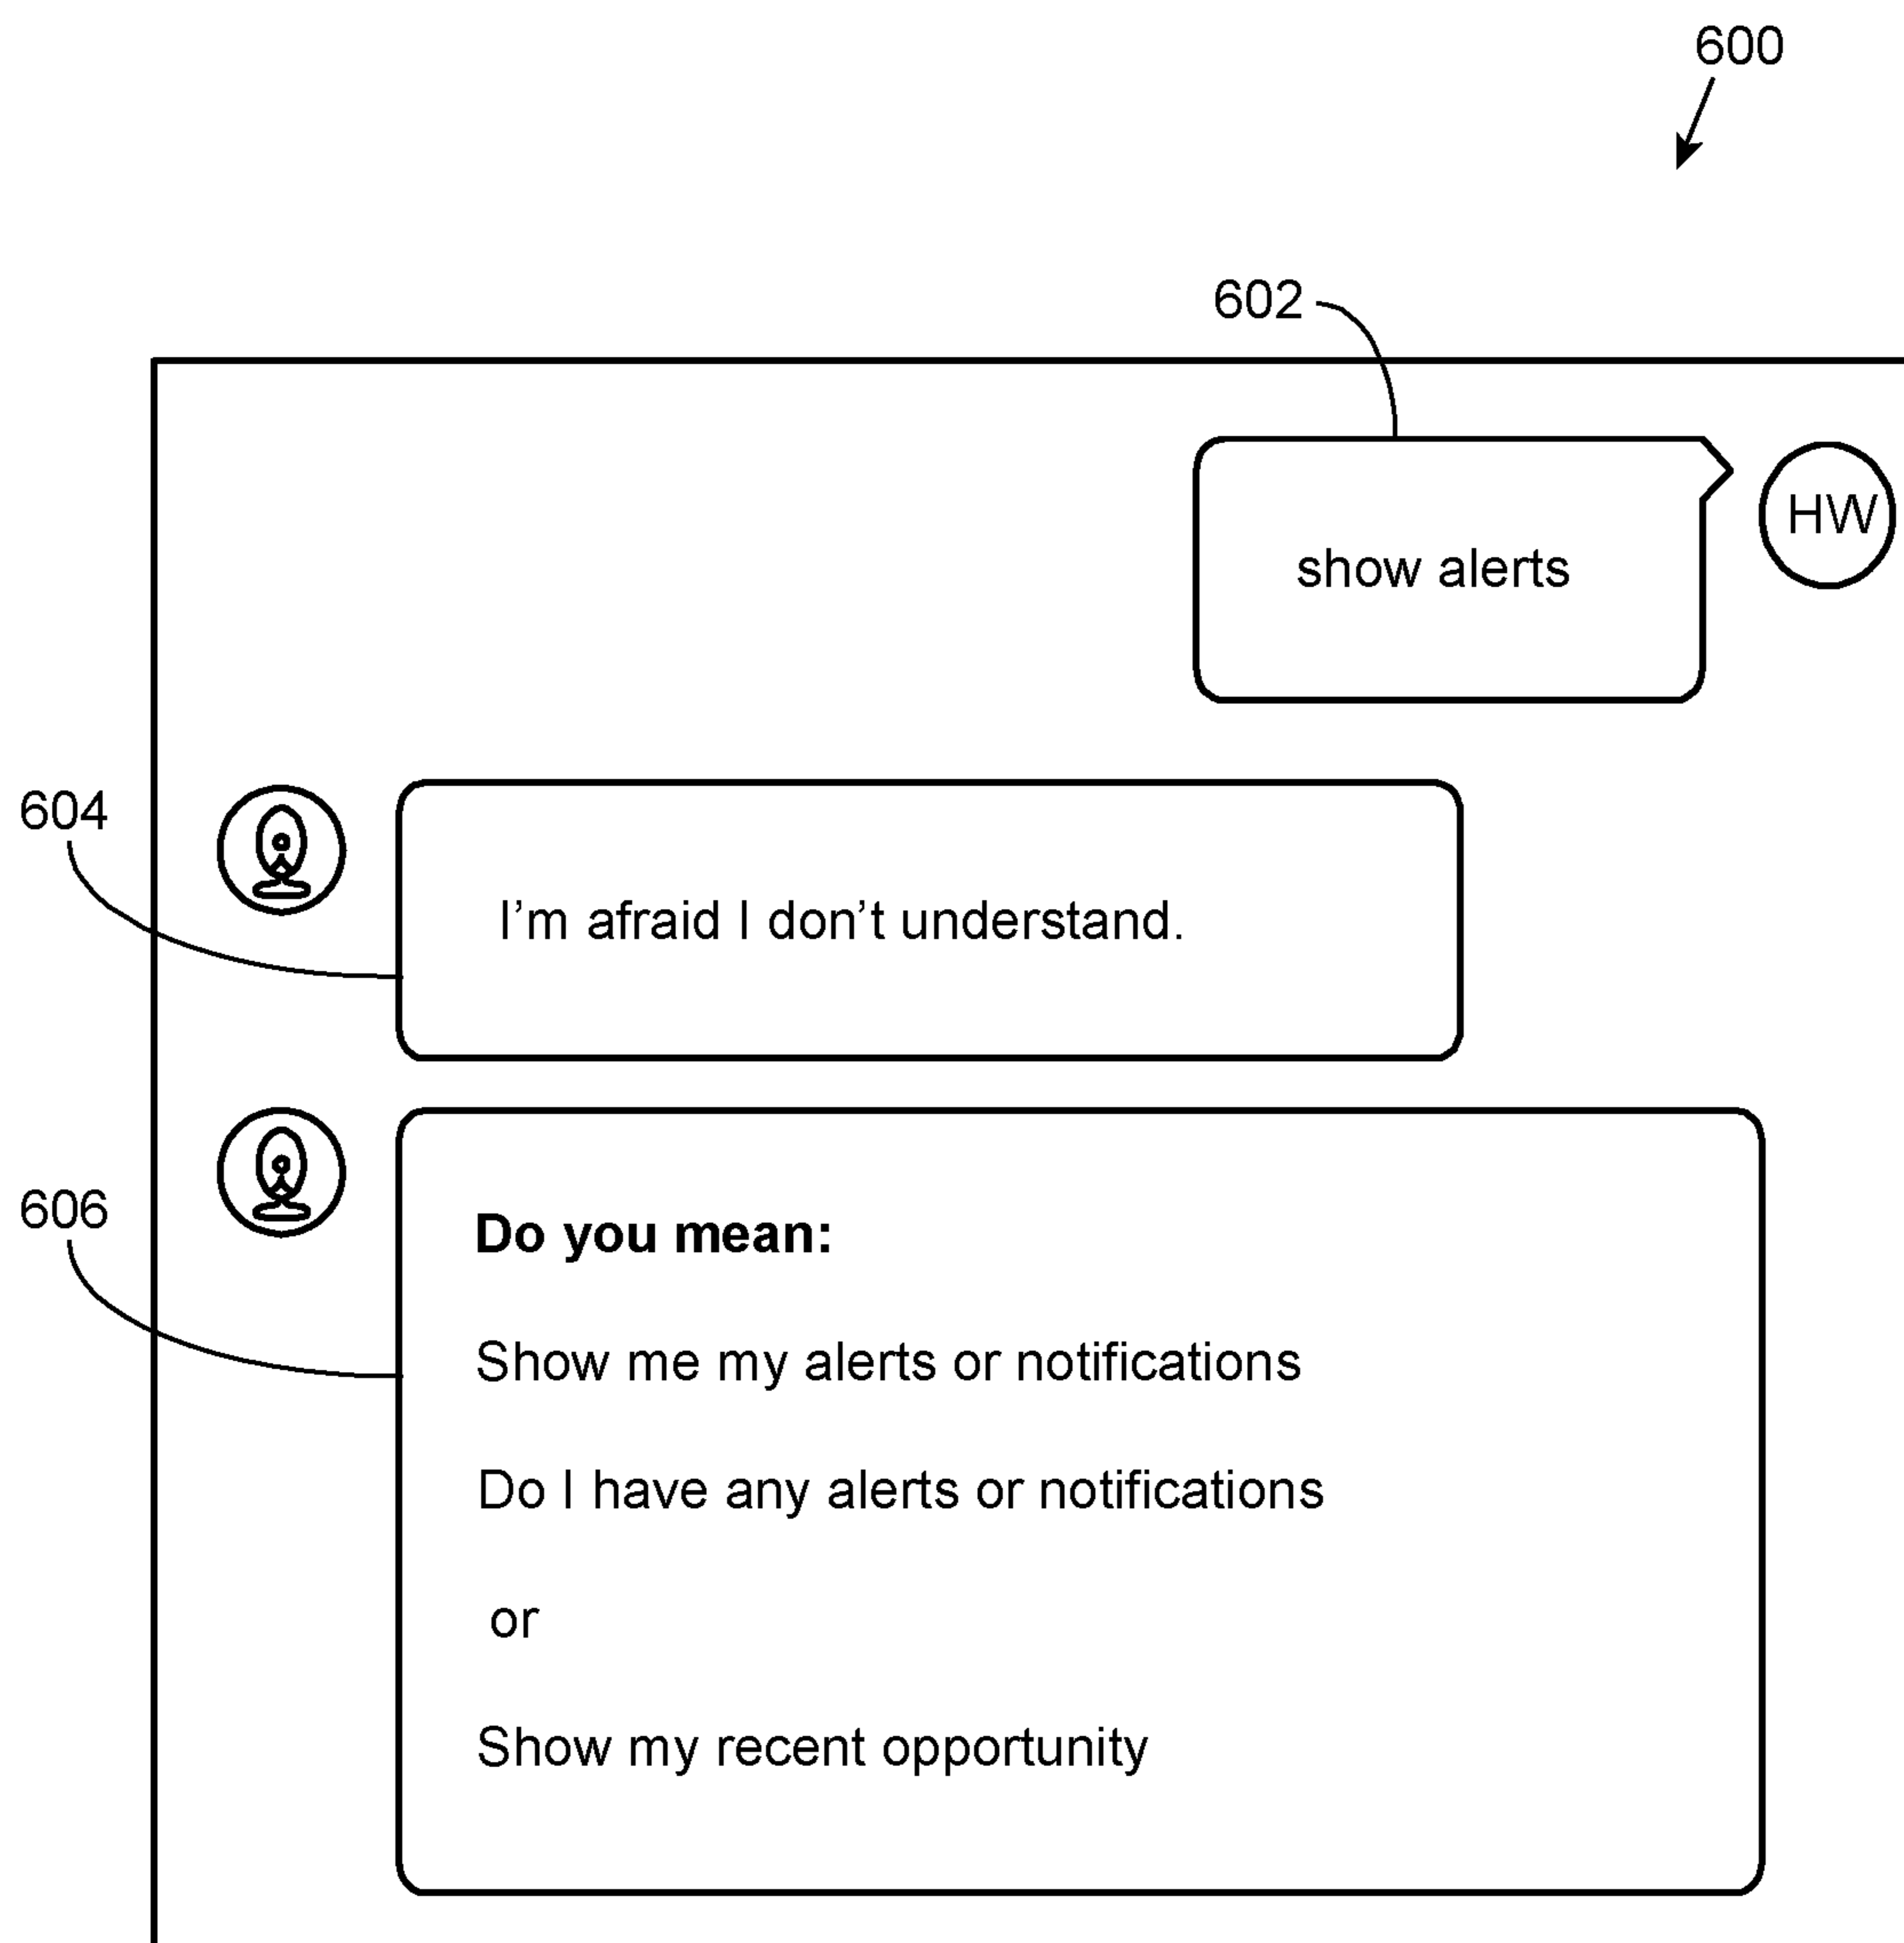 600
602
show alerts
HW
604
I'm afraid I don't understand.
606
Do you mean:
Show me my alerts or notifications
Do I have any alerts or notifications
or
Show my recent opportunity